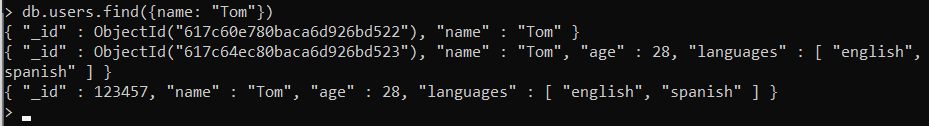 > db.users.find({name: "Tom"})
{ "_id" : ObjectId("617c60e780baca6d926bd522"), "name" : "Tom" }
{ "_id" : ObjectId("617c64ec80baca6d926bd523"), "name" : "Tom", "age" : 28, "languages" : [ "english",
spanish" ] }
{ "_id" : 123457, "name" : "Tom", "age" : 28, "languages" : [ "english", "spanish" ] }
>